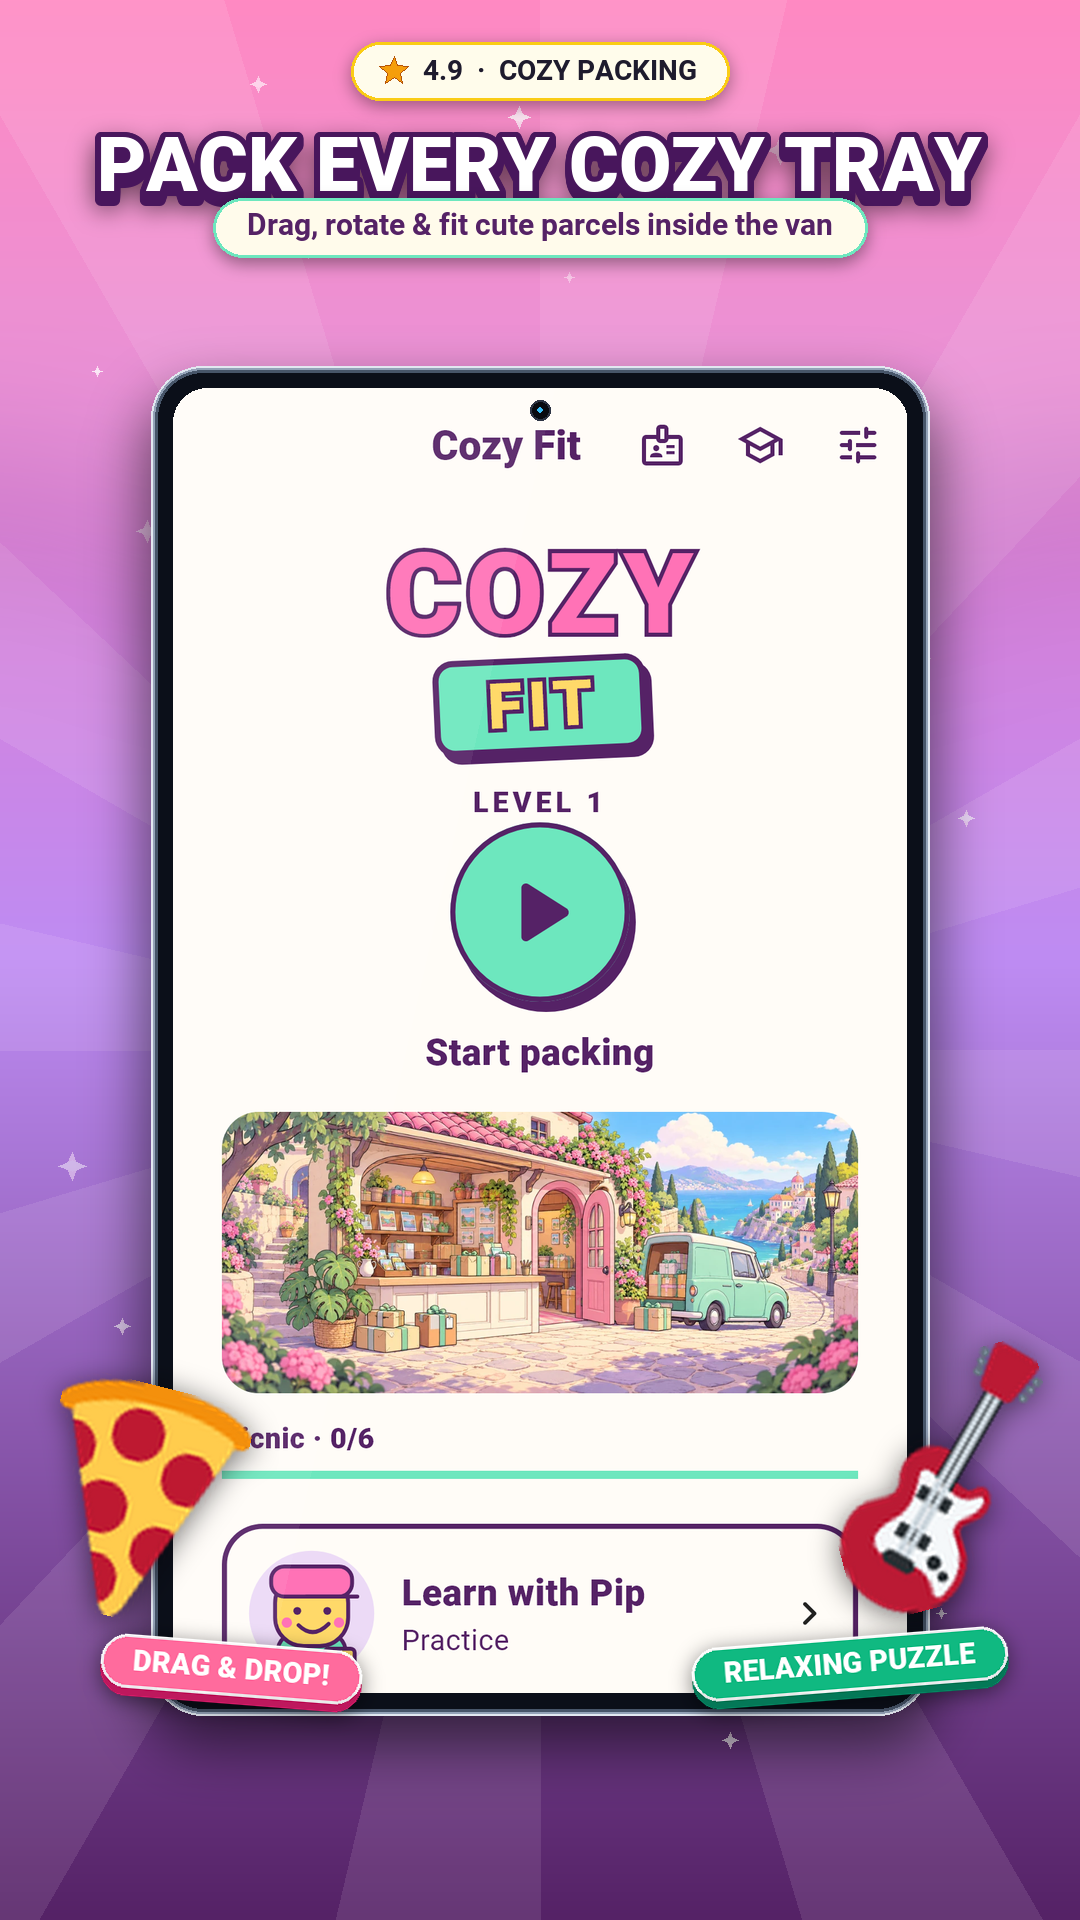 4.9 · COZY PACKING
PACK EVERY COZY TRAY
Drag, rotate & fit cute parcels inside the van
Cozy Fit
COZY
FIT
LEVEL 1
Start packing
icnic · 0/6
Learn with Pip
Practice
DRAG & DROP!
RELAXING PUZZLE